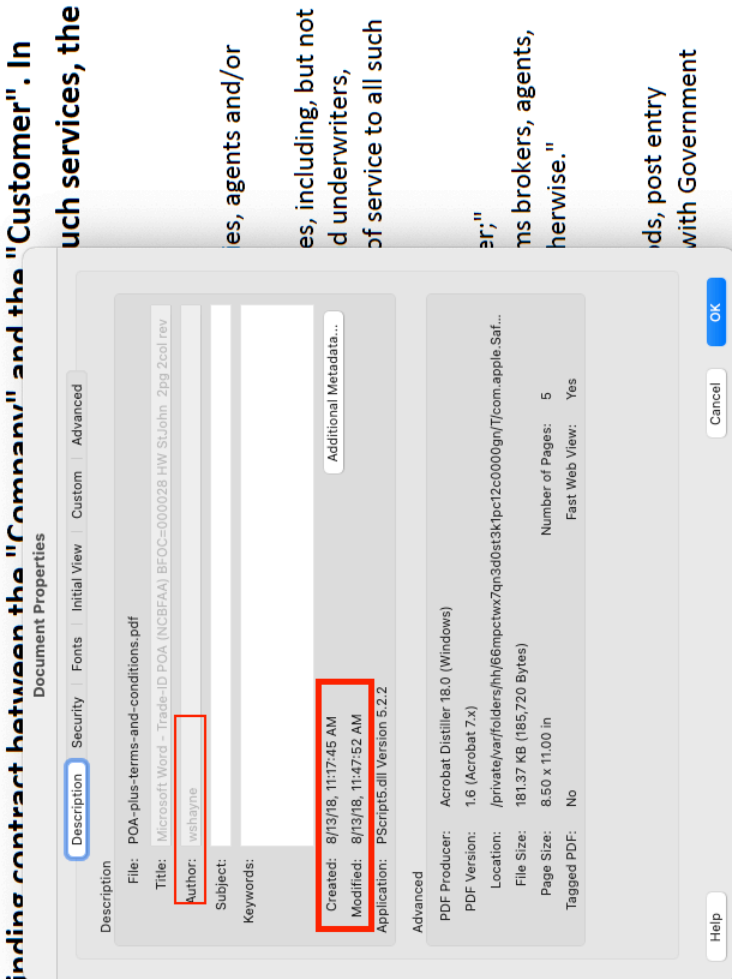 inding contract between the "Company" and the "Customer". In
uch services, the
ies, agents and/or
es, including, but not
d underwriters,
of service to all such
er;"
ms brokers, agents,
herwise."
ods, post entry
with Government
Document Properties
Description Security Fonts Initial View Custom Advanced
Description
File: POA-plus-terms-and-conditions.pdf
Title: Microsoft Word - Trade-ID POA (NCBFAA) BFOC=000028 HW StJohn 2pg 2col rev
Author: wshayne
Subject:
Keywords:
Created: 8/13/18, 11:17:45 AM
Modified: 8/13/18, 11:47:52 AM
Additional Metadata...
Application: PScript5.dll Version 5.2.2
Advanced
PDF Producer: Acrobat Distiller 18.0 (Windows)
PDF Version: 1.6 (Acrobat 7.x)
Location: /private/var/folders/hh/66mpctwx7qn3d0st3k1pc12c0000gn/T/com.apple.Saf...
File Size: 181.37 KB (185,720 Bytes)
Page Size: 8.50 x 11.00 in Number of Pages: 5
Tagged PDF: No Fast Web View: Yes
Help Cancel OK